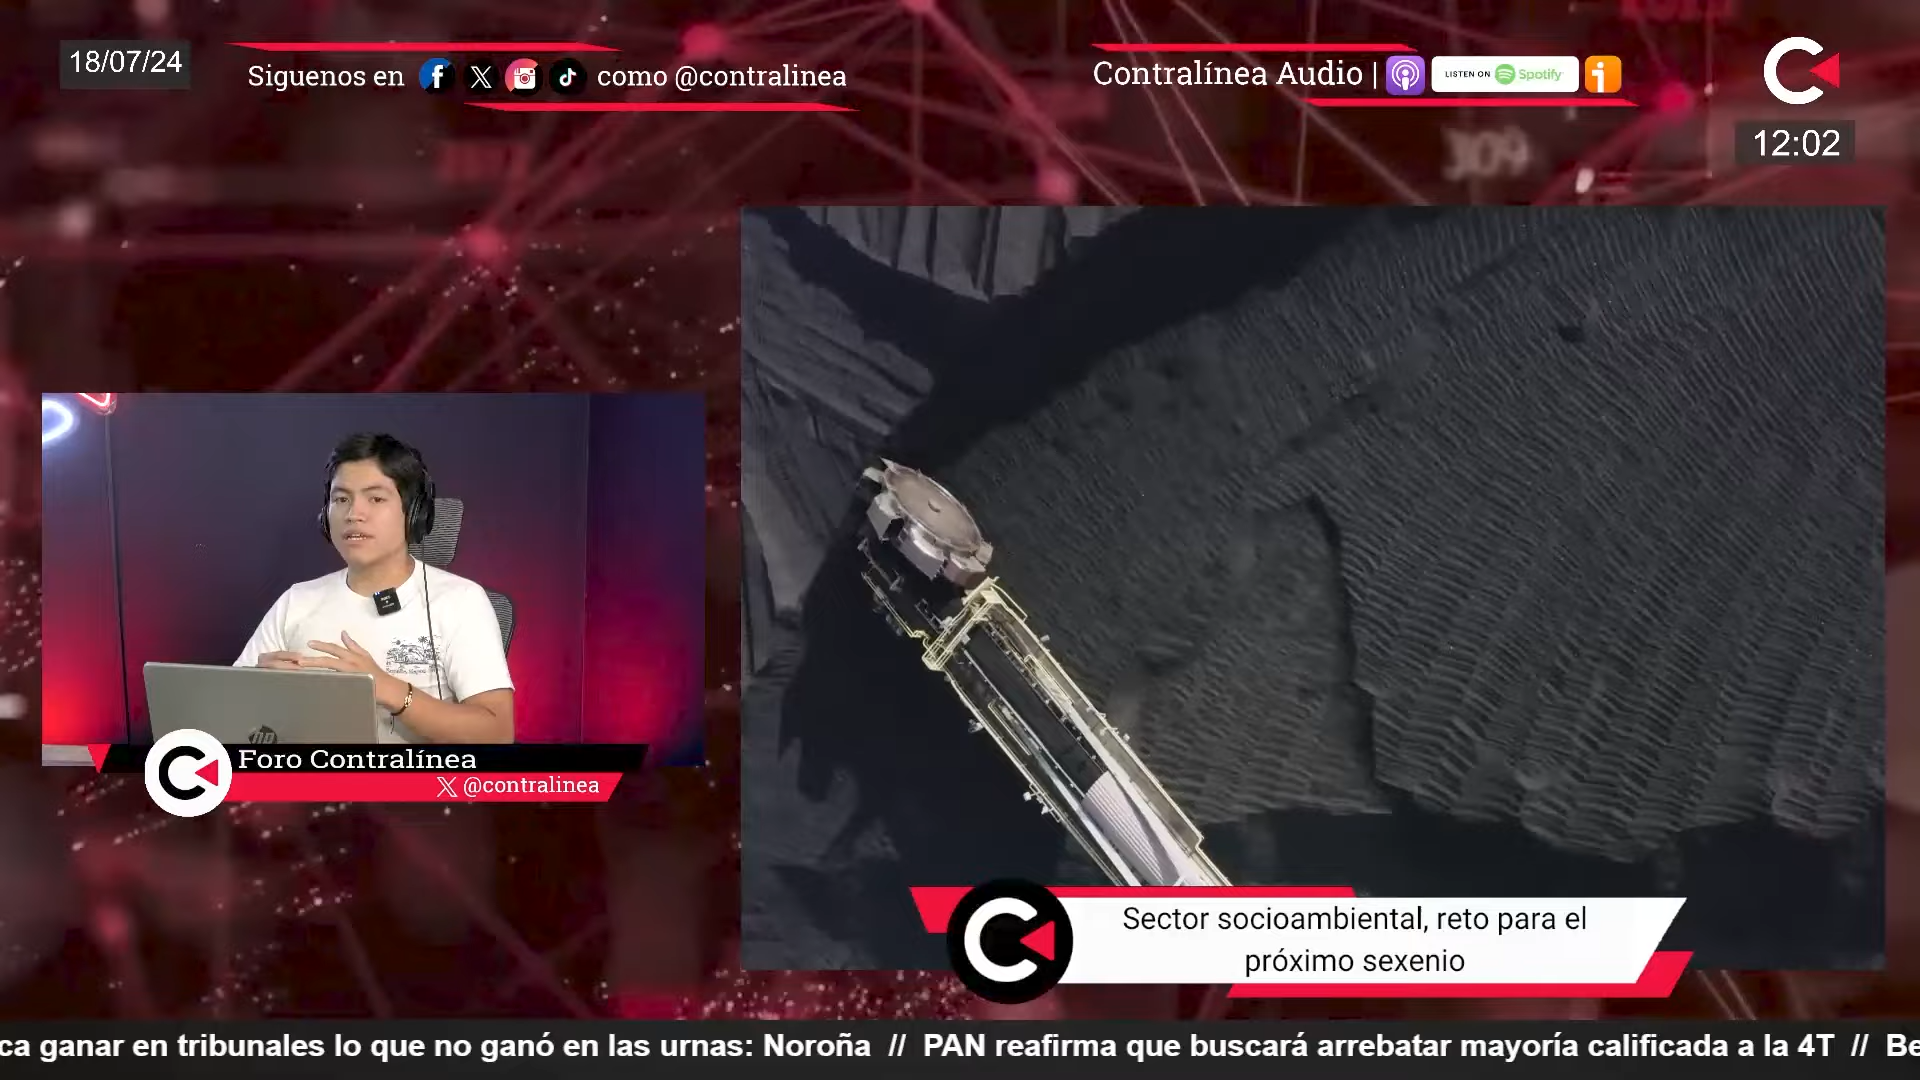 18/07/24
Siguenos en como @contralinea
Contralínea Audio |
LISTEN ON Spotify
12:02
309
hp
Foro Contralínea
X @contralinea
Sector socioambiental, reto para el
próximo sexenio
ca ganar en tribunales lo que no ganó en las urnas: Noroña // PAN reafirma que buscará arrebatar mayoría calificada a la 4T // Be